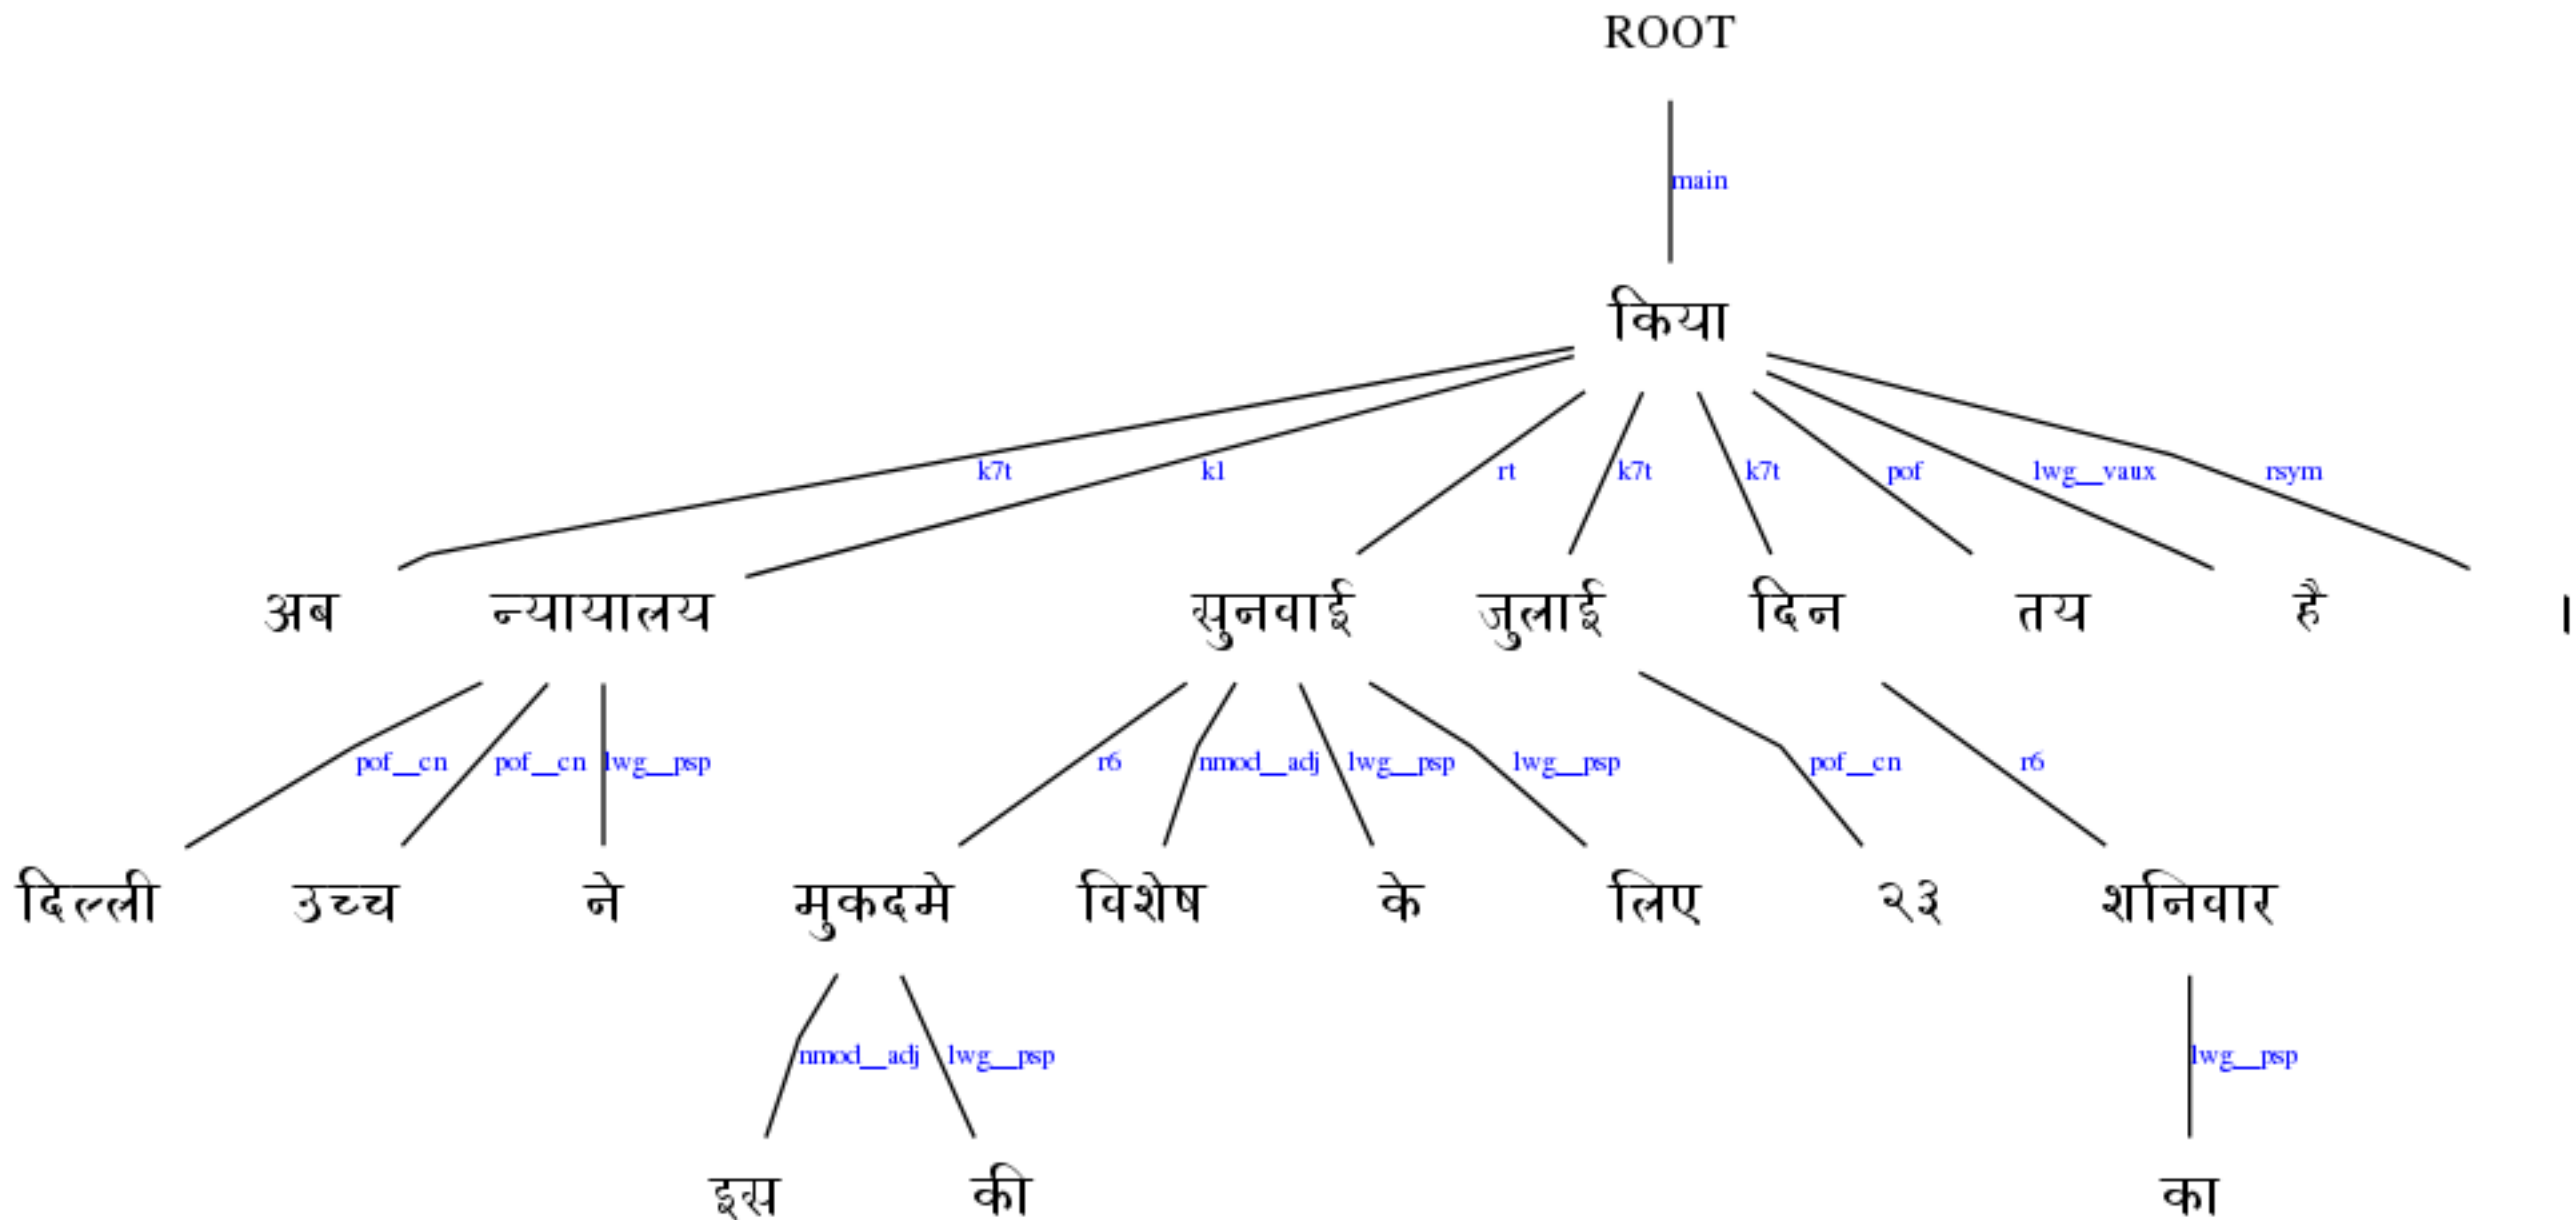 ROOT
main
किया
k7t k1 rt k7t k7t pof lwg__vaux rsym
अब न्यायालय सुनवाई जुलाई दिन तय है ।
pof__cn pof__cn lwg__psp r6 nmod__adj lwg__psp lwg__psp pof__cn r6
दिल्ली उच्च ने मुकदमे विशेष के लिए २३ शनिवार
nmod__adj lwg__psp lwg__psp
इस की का